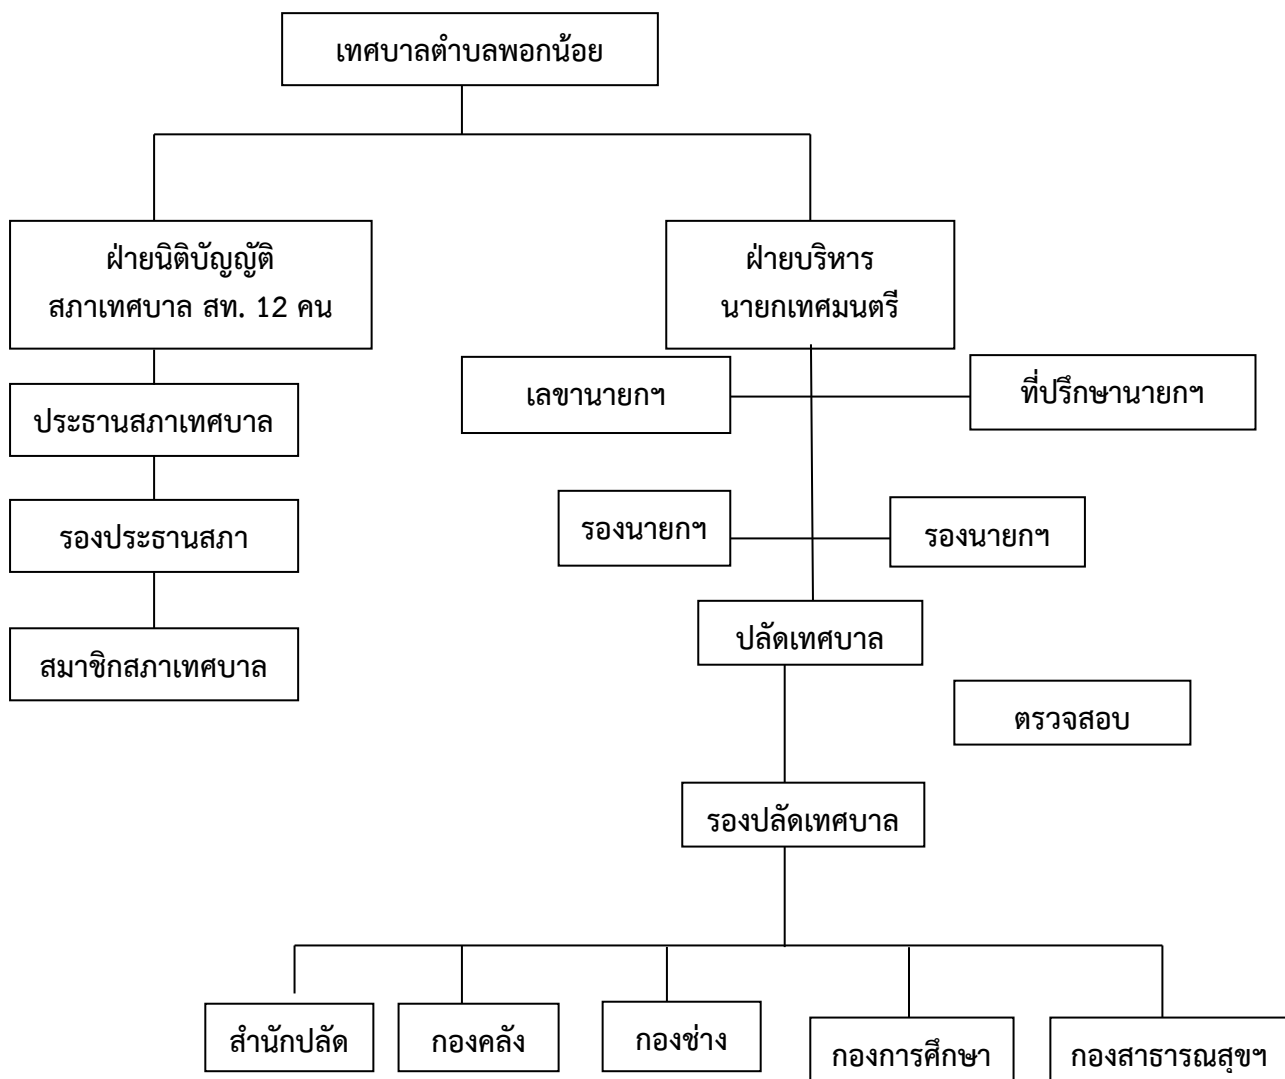 เทศบาลตำบลพอกน้อย
ฝ่ายนิติบัญญัติ
สภาเทศบาล สท. 12 คน
ฝ่ายบริหาร
นายกเทศมนตรี
เลขานายกฯ
ที่ปรึกษานายกฯ
ประธานสภาเทศบาล
รองประธานสภา
รองนายกฯ
รองนายกฯ
สมาชิกสภาเทศบาล
ปลัดเทศบาล
ตรวจสอบ
รองปลัดเทศบาล
สำนักปลัด
กองคลัง
กองช่าง
กองการศึกษา
กองสาธารณสุขฯ